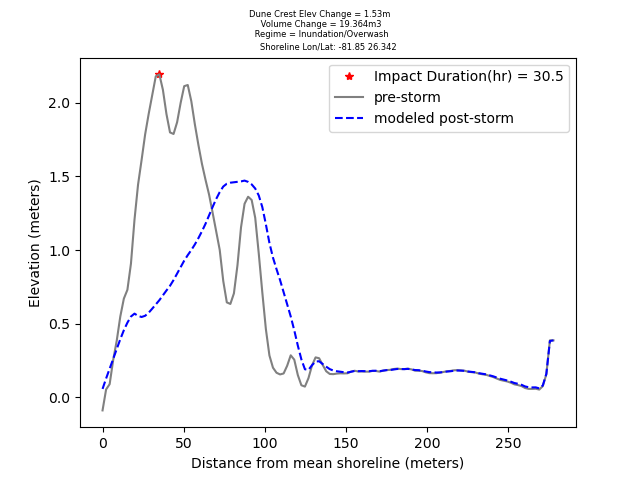 Dune Crest Elev Change = 1.53m
Volume Change = 19.364m3
Regime = Inundation/Overwash
Shoreline Lon/Lat: -81.85 26.342
Impact Duration(hr) = 30.5
pre-storm
modeled post-storm
Elevation (meters)
2.0
1.5
1.0
0.5
0.0
0 50 100 150 200 250
Distance from mean shoreline (meters)